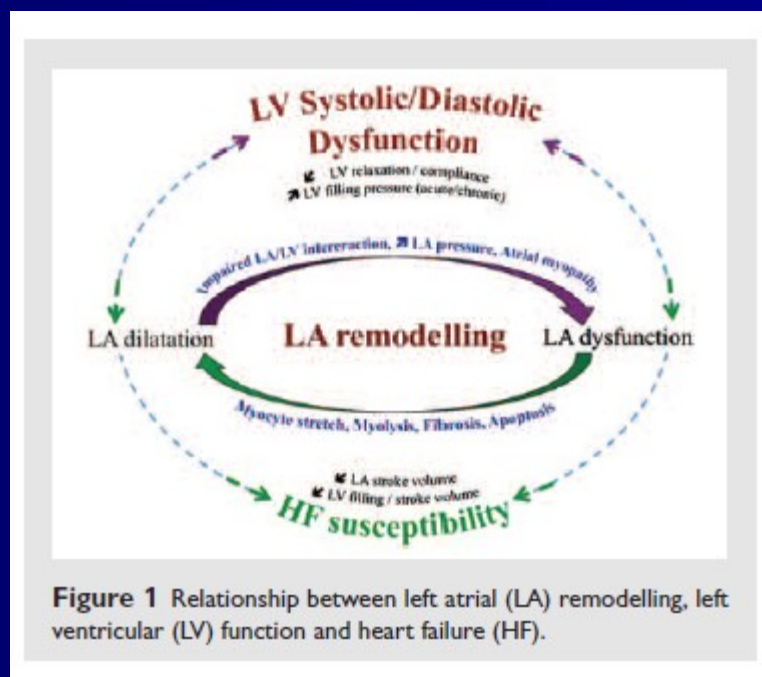 LV Systolic/Diastolic
Dysfunction
↙ LV relaxation / compliance
↗ LV filling pressure (acute/chronic)
Impaired LA/LV intereraction, ↗ LA pressure, Atrial myopathy
LA dilatation
LA remodelling
LA dysfunction
Myocyte stretch, Myolysis, Fibrosis, Apoptosis
↙ LA stroke volume
↙ LV filling / stroke volume
HF susceptibility
Figure 1 Relationship between left atrial (LA) remodelling, left
ventricular (LV) function and heart failure (HF).